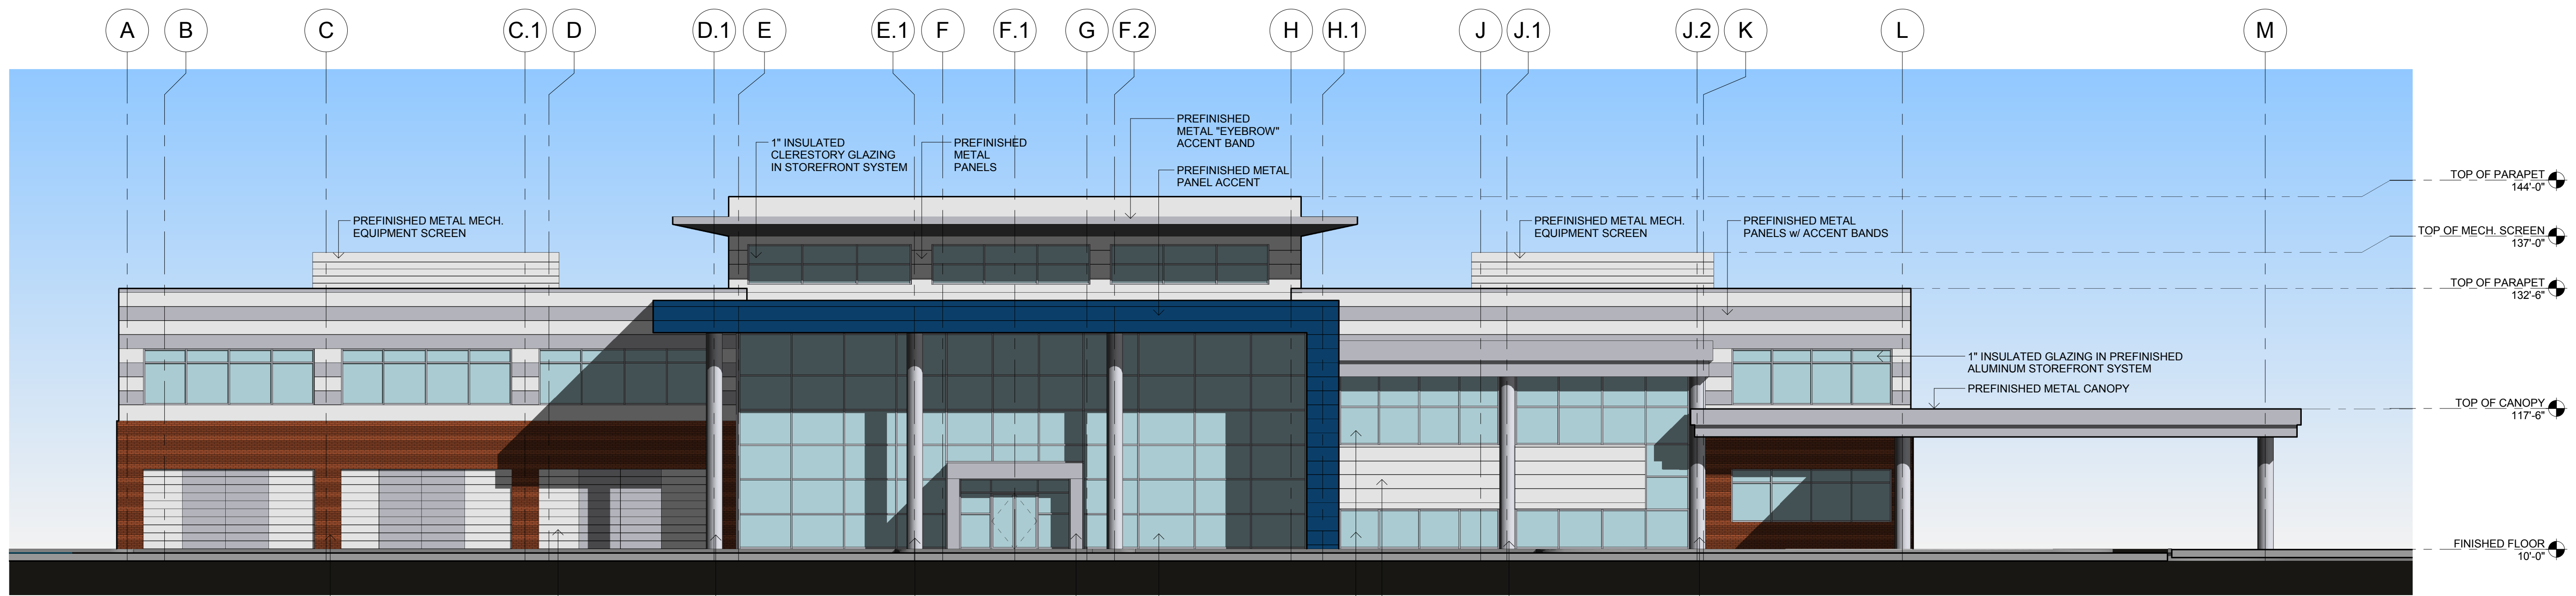 A
B
C
C.1
D
D.1
E
E.1
F
F.1
G
F.2
H
H.1
J
J.1
J.2
K
L
M
PREFINISHED
METAL "EYEBROW"
ACCENT BAND
1" INSULATED
CLERESTORY GLAZING
IN STOREFRONT SYSTEM
PREFINISHED
METAL
PANELS
PREFINISHED METAL
PANEL ACCENT
TOP OF PARAPET
144'-0"
PREFINISHED METAL MECH.
EQUIPMENT SCREEN
PREFINISHED METAL MECH.
EQUIPMENT SCREEN
PREFINISHED METAL
PANELS w/ ACCENT BANDS
TOP OF MECH. SCREEN
137'-0"
TOP OF PARAPET
132'-6"
1" INSULATED GLAZING IN PREFINISHED
ALUMINUM STOREFRONT SYSTEM
PREFINISHED METAL CANOPY
TOP OF CANOPY
117'-6"
FINISHED FLOOR
10'-0"